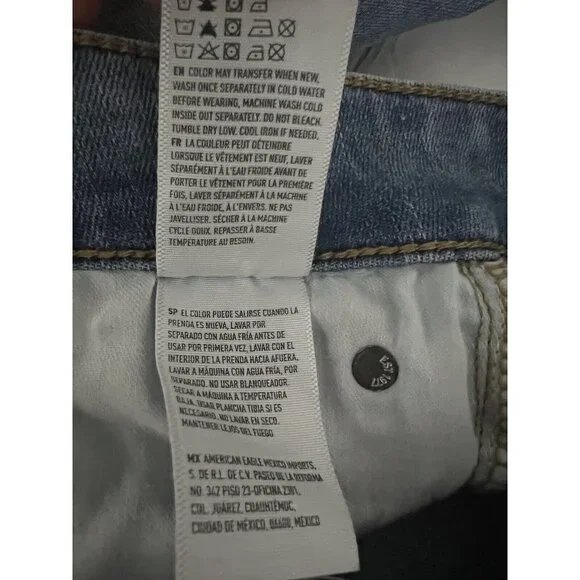 EN COLOR MAY TRANSFER WHEN NEW,
WASH ONCE SEPARATELY IN COLD WATER
BEFORE WEARING, MACHINE WASH COLD
INSIDE OUT SEPARATELY. DO NOT BLEACH.
TUMBLE DRY LOW. COOL IRON IF NEEDED.
FR LA COULEUR PEUT DÉTEINDRE
LORSQUE LE VÊTEMENT EST NEUF, LAVER
SÉPARÉMENT À L'EAU FROIDE AVANT DE
PORTER LE VÊTEMENT POUR LA PREMIÈRE
FOIS, LAVER SÉPARÉMENT À LA MACHINE
À L'EAU FROIDE, À L'ENVERS. NE PAS
JAVELLISER. SÉCHER À LA MACHINE
CYCLE DOUX. REPASSER À BASSE
TEMPÉRATURE AU BESOIN.
SP EL COLOR PUEDE SALIRSE CUANDO LA
PRENDA ES NUEVA, LAVAR POR
SEPARADO CON AGUA FRÍA ANTES DE
USAR POR PRIMERA VEZ, LAVAR CON EL
INTERIOR DE LA PRENDA HACIA AFUERA,
LAVAR A MÁQUINA CON AGUA FRÍA, POR
SEPARADO. NO USAR BLANQUEADOR.
SECAR A MÁQUINA A TEMPERATURA
BAJA. USAR PLANCHA TIBIA SI ES
NECESARIO. NO LAVAR EN SECO.
MANTENER LEJOS DEL FUEGO
MX AMERICAN EAGLE MEXICO IMPORTS,
S. DE R.L. DE C.V. PASEO DE LA REFORMA
NO. 342 PISO 23-OFICINA 2301,
COL. JUÁREZ, CUAUHTÉMOC,
CIUDAD DE MÉXICO, 06600, MÉXICO
EST 1977